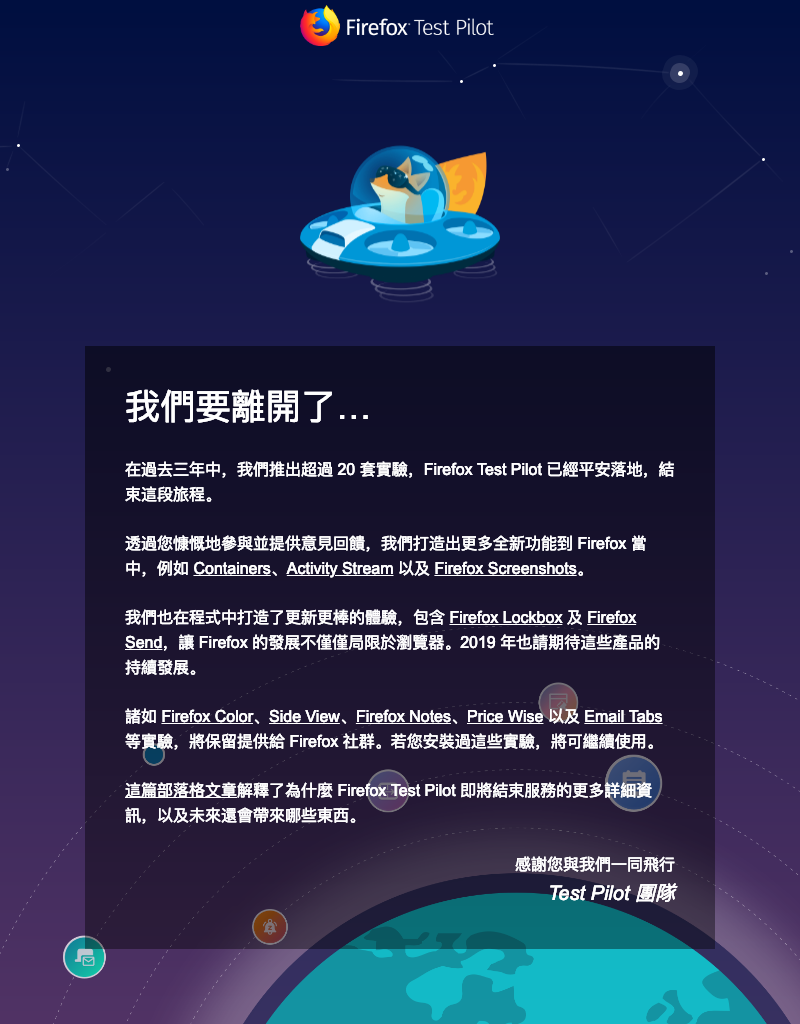 Firefox Test Pilot
我們要離開了…
在過去三年中，我們推出超過 20 套實驗，Firefox Test Pilot 已經平安落地，結
束這段旅程。
透過您慷慨地參與並提供意見回饋，我們打造出更多全新功能到 Firefox 當
中，例如 Containers、Activity Stream 以及 Firefox Screenshots。
我們也在程式中打造了更新更棒的體驗，包含 Firefox Lockbox 及 Firefox
Send，讓 Firefox 的發展不僅僅局限於瀏覽器。2019 年也請期待這些產品的
持續發展。
諸如 Firefox Color、Side View、Firefox Notes、Price Wise 以及 Email Tabs
等實驗，將保留提供給 Firefox 社群。若您安裝過這些實驗，將可繼續使用。
這篇部落格文章解釋了為什麼 Firefox Test Pilot 即將結束服務的更多詳細資
訊，以及未來還會帶來哪些東西。
感謝您與我們一同飛行
Test Pilot 團隊